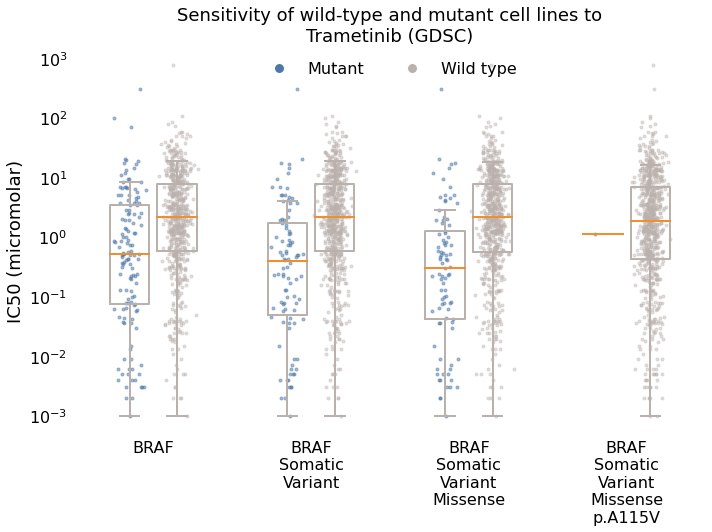 Sensitivity of wild-type and mutant cell lines to
Trametinib (GDSC)
Mutant
Wild type
IC50 (micromolar)
10³
10²
10¹
10⁰
10⁻¹
10⁻²
10⁻³
BRAF
BRAF
Somatic
Variant
BRAF
Somatic
Variant
Missense
BRAF
Somatic
Variant
Missense
p.A115V